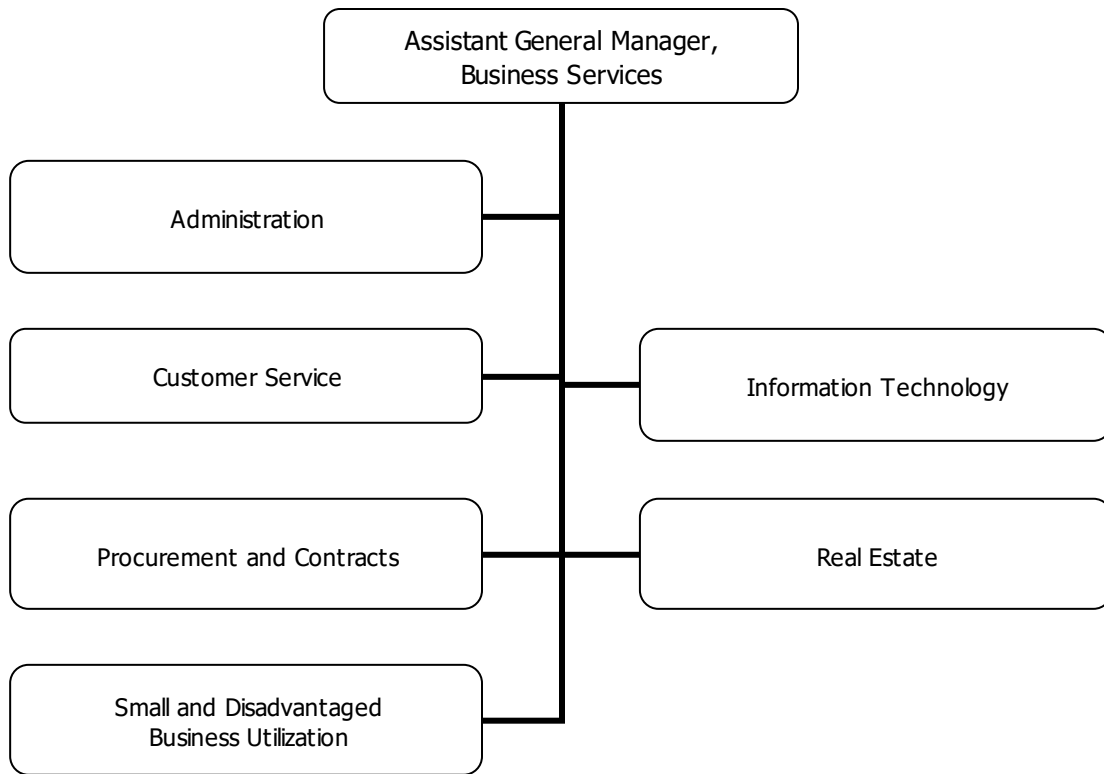 Assistant General Manager,
Business Services
Administration
Customer Service
Information Technology
Procurement and Contracts
Real Estate
Small and Disadvantaged
Business Utilization